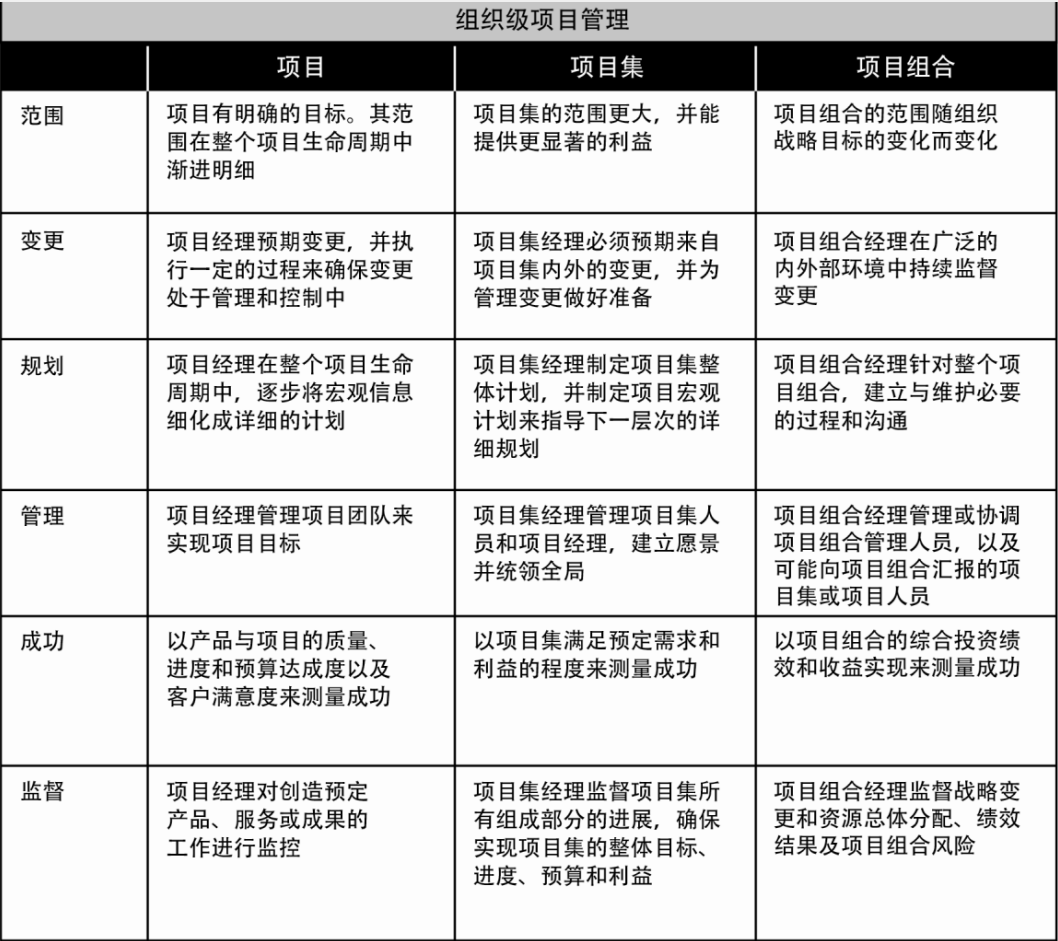 组织级项目管理
项目
项目集
项目组合
范围
项目有明确的目标。其范
围在整个项目生命周期中
渐进明细
项目集的范围更大，并能
提供更显著的利益
项目组合的范围随组织
战略目标的变化而变化
变更
项目经理预期变更，并执
行一定的过程来确保变更
处于管理和控制中
项目集经理必须预期来自
项目集内外的变更，并为
管理变更做好准备
项目组合经理在广泛的
内外部环境中持续监督
变更
规划
项目经理在整个项目生命
周期中，逐步将宏观信息
细化成详细的计划
项目集经理制定项目集整
体计划，并制定项目宏观
计划来指导下一层次的详
细规划
项目组合经理针对整个项
目组合，建立与维护必要
的过程和沟通
管理
项目经理管理项目团队来
实现项目目标
项目集经理管理项目集人
员和项目经理，建立愿景
并统领全局
项目组合经理管理或协调
项目组合管理人员，以及
可能向项目组合汇报的项
目集或项目人员
成功
以产品与项目的质量、
进度和预算达成度以及
客户满意度来测量成功
以项目集满足预定需求和
利益的程度来测量成功
以项目组合的综合投资绩
效和收益实现来测量成功
监督
项目经理对创造预定
产品、服务或成果的
工作进行监控
项目集经理监督项目集所
有组成部分的进展，确保
实现项目集的整体目标、
进度、预算和利益
项目组合经理监督战略变
更和资源总体分配、绩效
结果及项目组合风险